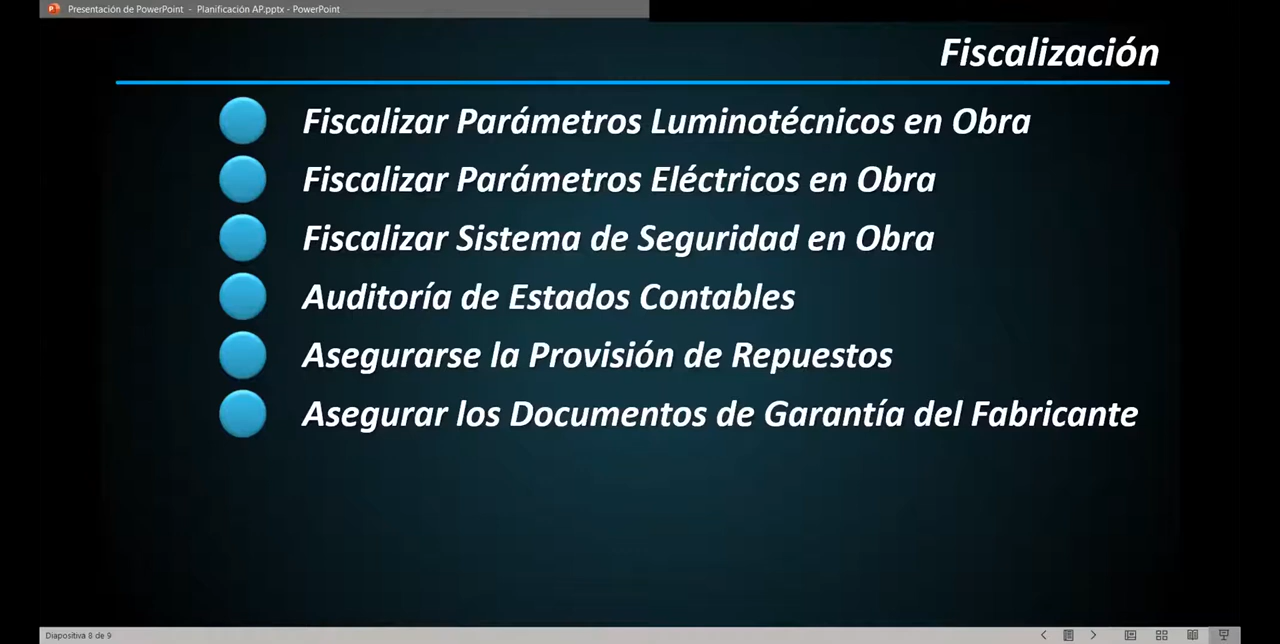 Presentación de PowerPoint - Planificación AP.pptx - PowerPoint
Fiscalización
Fiscalizar Parámetros Luminotécnicos en Obra
Fiscalizar Parámetros Eléctricos en Obra
Fiscalizar Sistema de Seguridad en Obra
Auditoría de Estados Contables
Asegurarse la Provisión de Repuestos
Asegurar los Documentos de Garantía del Fabricante
Diapositiva 8 de 9